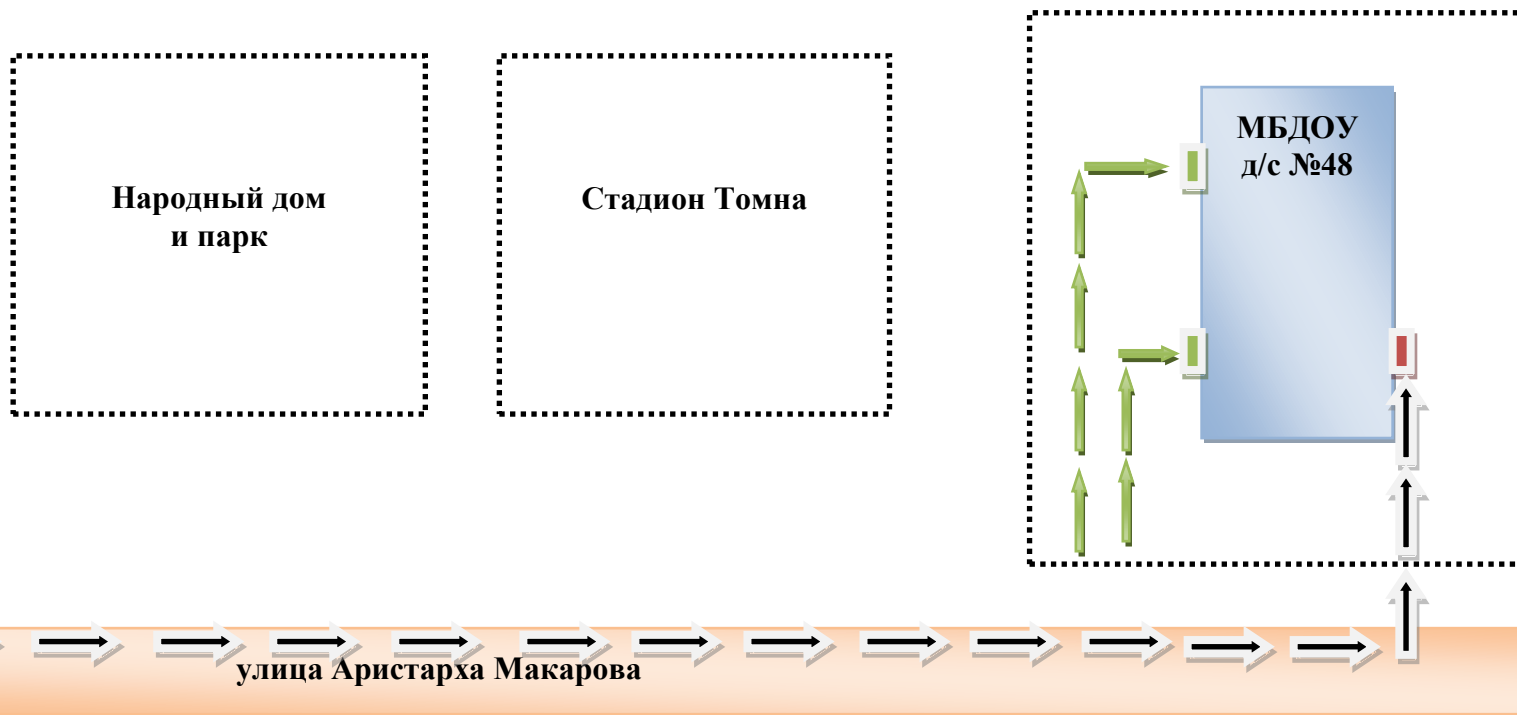 МБДОУ
д/с №48
Народный дом
и парк
Стадион Томна
улица Аристарха Макарова